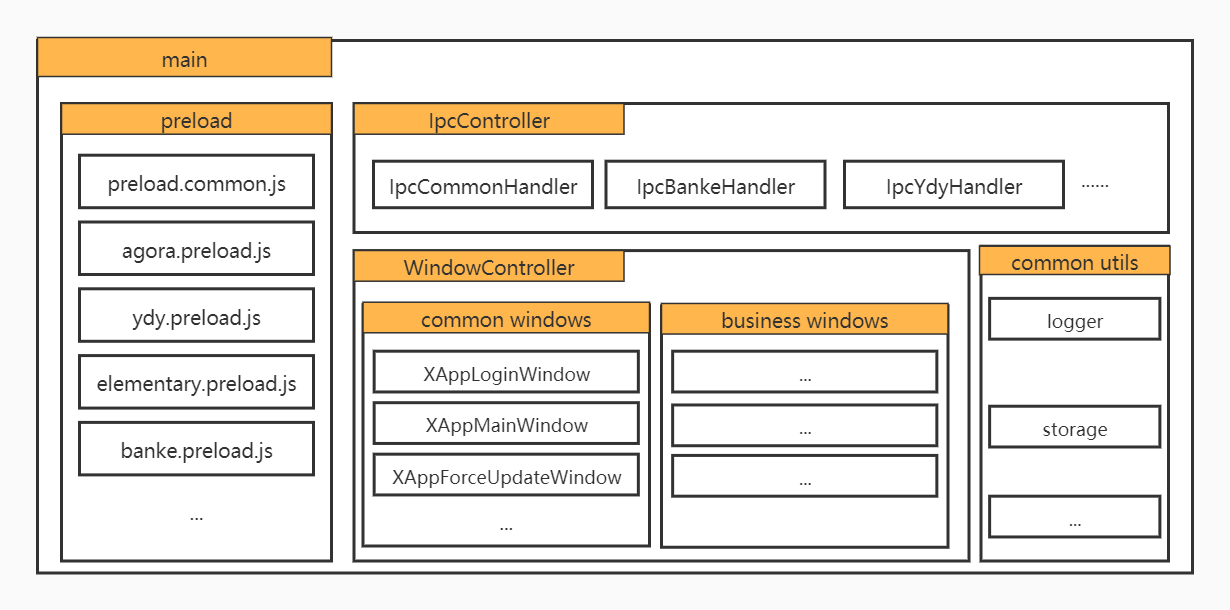 main
preload
preload.common.js
agora.preload.js
ydy.preload.js
elementary.preload.js
banke.preload.js
...
IpcController
IpcCommonHandler
IpcBankeHandler
IpcYdyHandler
......
WindowController
common windows
XAppLoginWindow
XAppMainWindow
XAppForceUpdateWindow
...
business windows
...
...
...
common utils
logger
storage
...